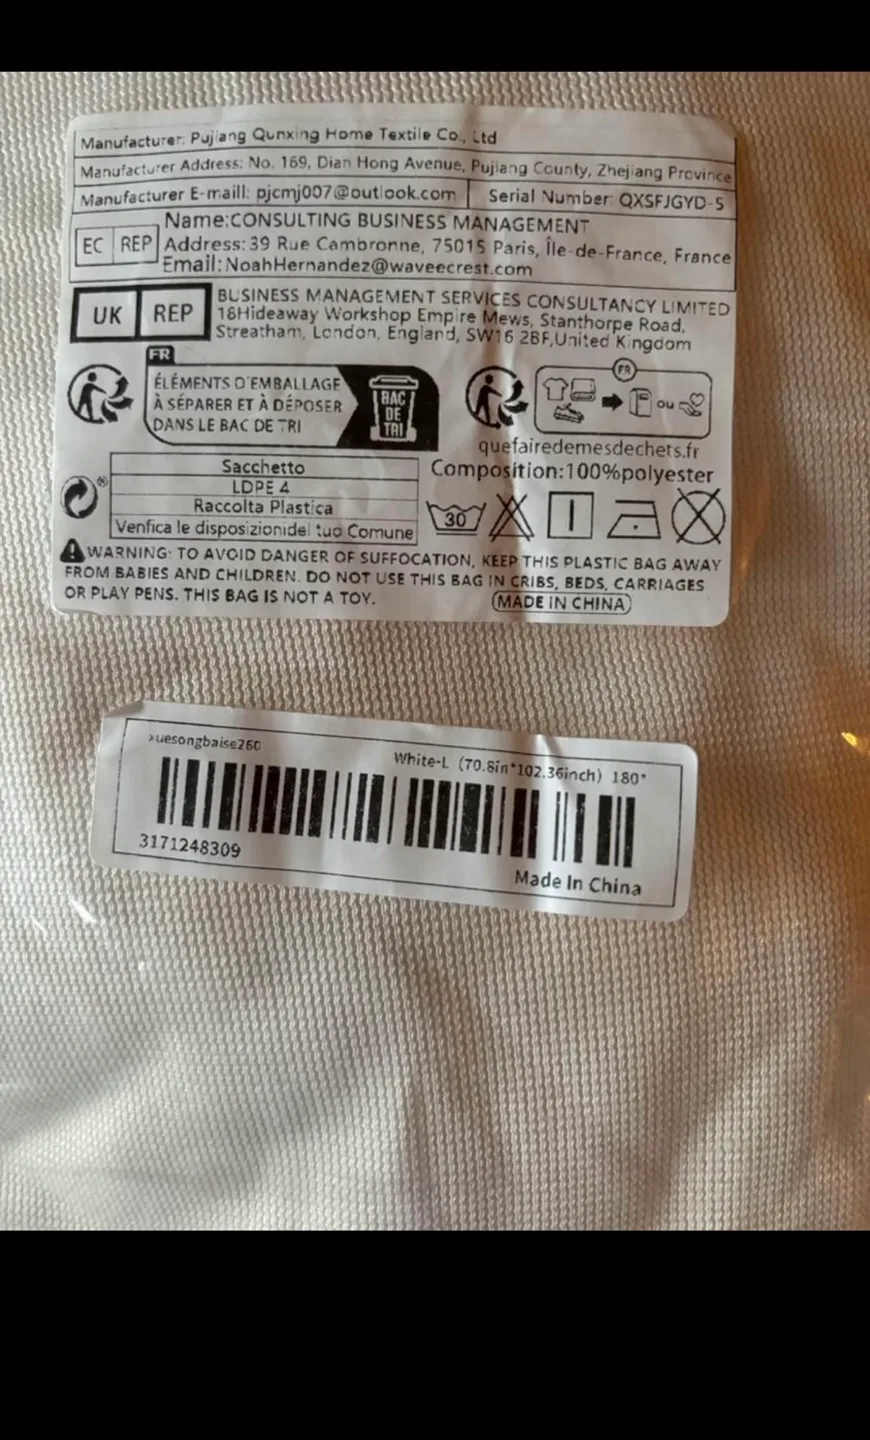 Manufacturer: Pujiang Qunxing Home Textile Co., Ltd
Manufacturer Address: No. 169, Dian Hong Avenue, Pujiang County, Zhejiang Province
Manufacturer E-maill: pjcmj007@outlook.com Serial Number: QXSFJGYD-5
EC REP
Name:CONSULTING BUSINESS MANAGEMENT
Address:39 Rue Cambronne, 75015 Paris, Île-de-France, France
Email:NoahHernandez@waveecrest.com
UK REP
BUSINESS MANAGEMENT SERVICES CONSULTANCY LIMITED
18Hideaway Workshop Empire Mews, Stanthorpe Road,
Streatham, London, England, SW16 2BF,United Kingdom
FR
ÉLÉMENTS D'EMBALLAGE
À SÉPARER ET À DÉPOSER
DANS LE BAC DE TRI
BAC
DE
TRI
FR
ou
quefairedemesdechets.fr
Sacchetto
LDPE 4
Raccolta Plastica
Venfica le disposizionidel tuo Comune
Composition:100%polyester
30
WARNING: TO AVOID DANGER OF SUFFOCATION, KEEP THIS PLASTIC BAG AWAY
FROM BABIES AND CHILDREN. DO NOT USE THIS BAG IN CRIBS, BEDS, CARRIAGES
OR PLAY PENS. THIS BAG IS NOT A TOY.
MADE IN CHINA
xuesongbaise260
White-L (70.8in*102.36inch) 180*
3171248309
Made In China